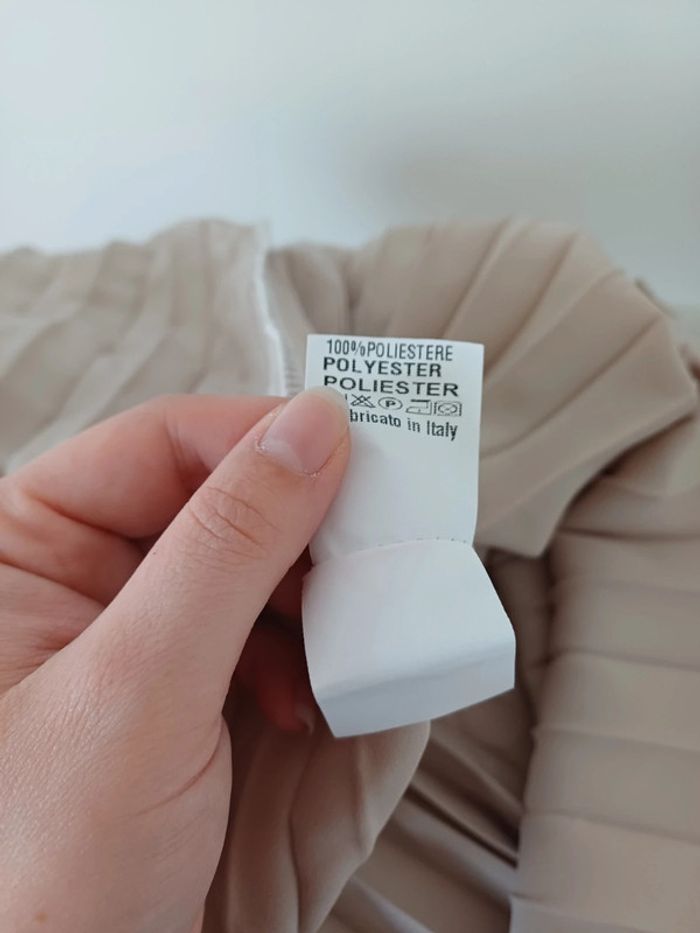 100%POLIESTERE
POLYESTER
POLIESTER
bricato in Italy